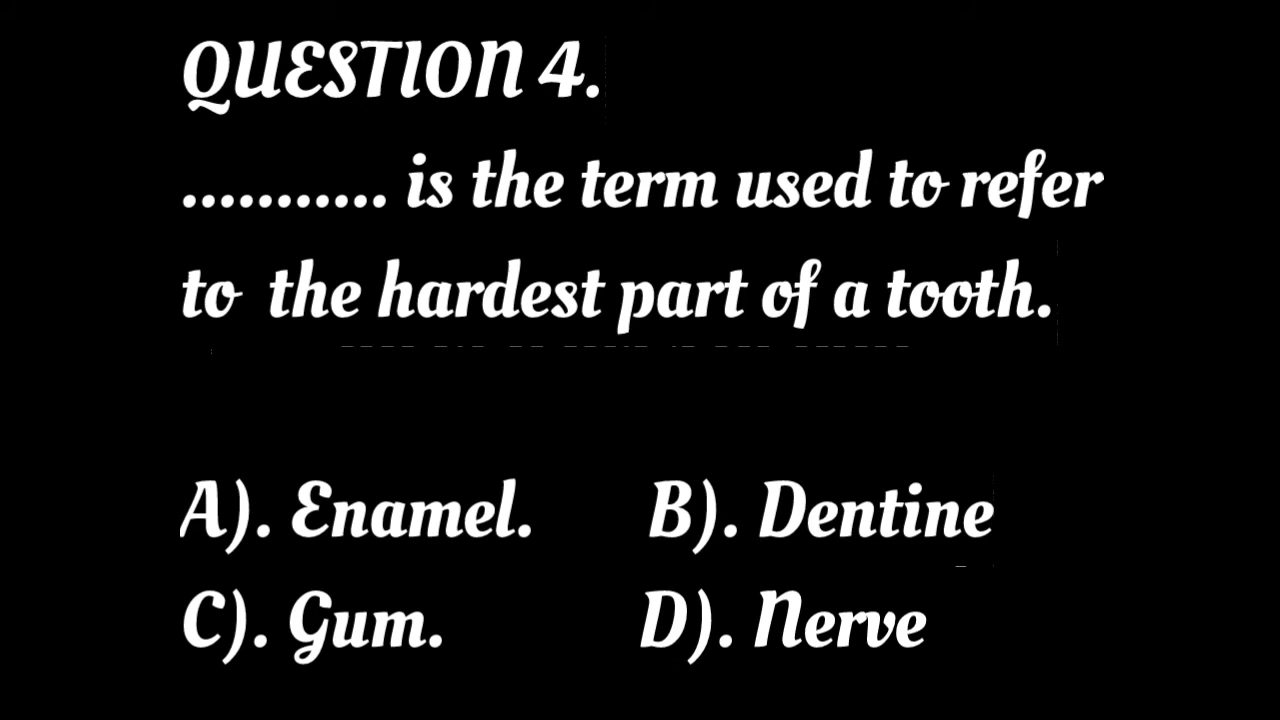 QUESTION 4.
........... is the term used to refer
to the hardest part of a tooth.
A). Enamel. B). Dentine
C). Gum. D). Nerve